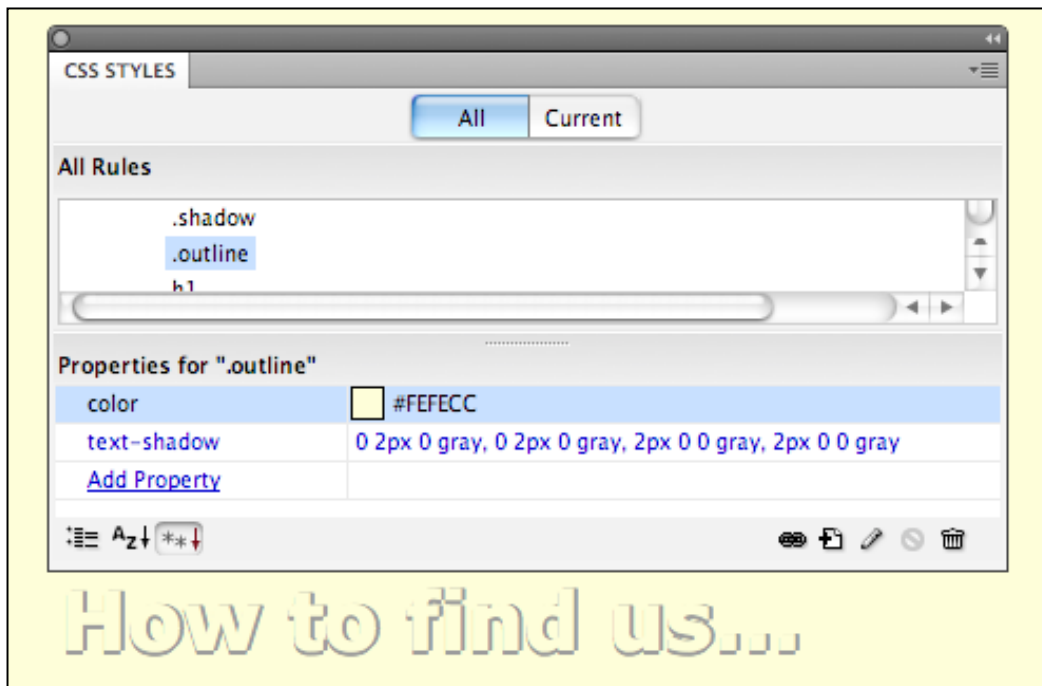 CSS STYLES
All Current
All Rules
.shadow
.outline
h1
Properties for ".outline"
color #FEFECC
text-shadow 0 2px 0 gray, 0 2px 0 gray, 2px 0 0 gray, 2px 0 0 gray
Add Property
How to find us...